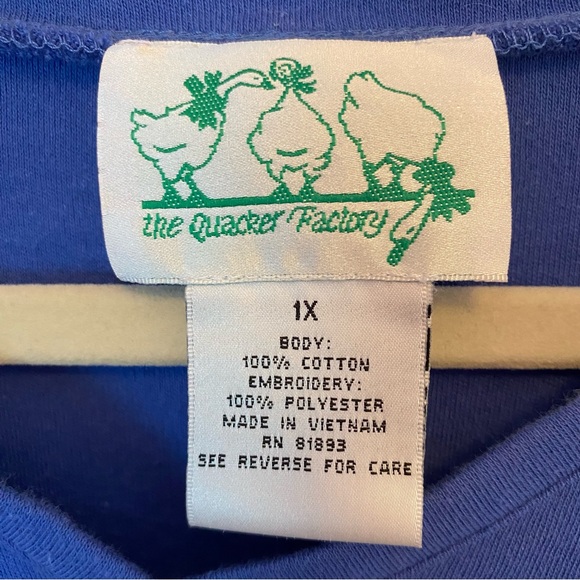 the Quacker Factory
1X
BODY:
100% COTTON
EMBROIDERY:
100% POLYESTER
MADE IN VIETNAM
RN 81893
SEE REVERSE FOR CARE